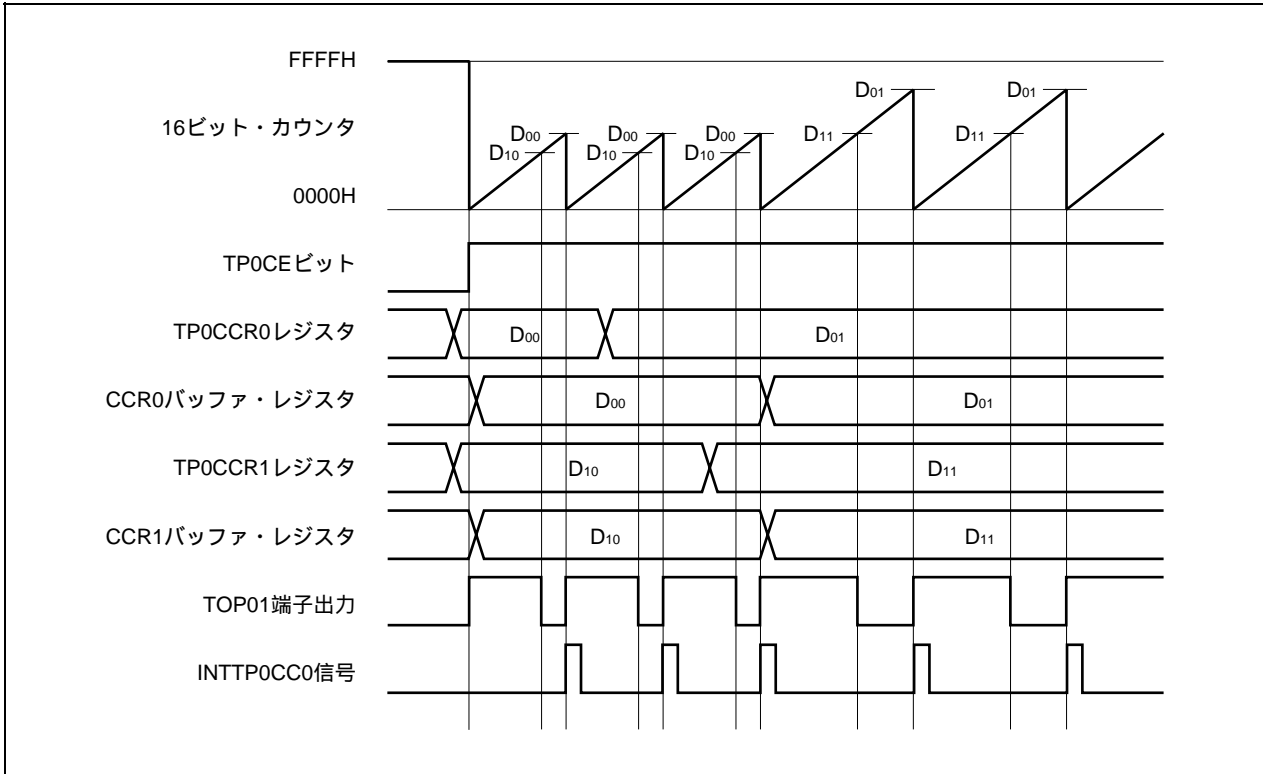 FFFFH
16ビット・カウンタ
0000H
D00
D10
D00
D10
D00
D10
D01
D11
D01
D11
TP0CEビット
TP0CCR0レジスタ
D00
D01
CCR0バッファ・レジスタ
D00
D01
TP0CCR1レジスタ
D10
D11
CCR1バッファ・レジスタ
D10
D11
TOP01端子出力
INTTP0CC0信号